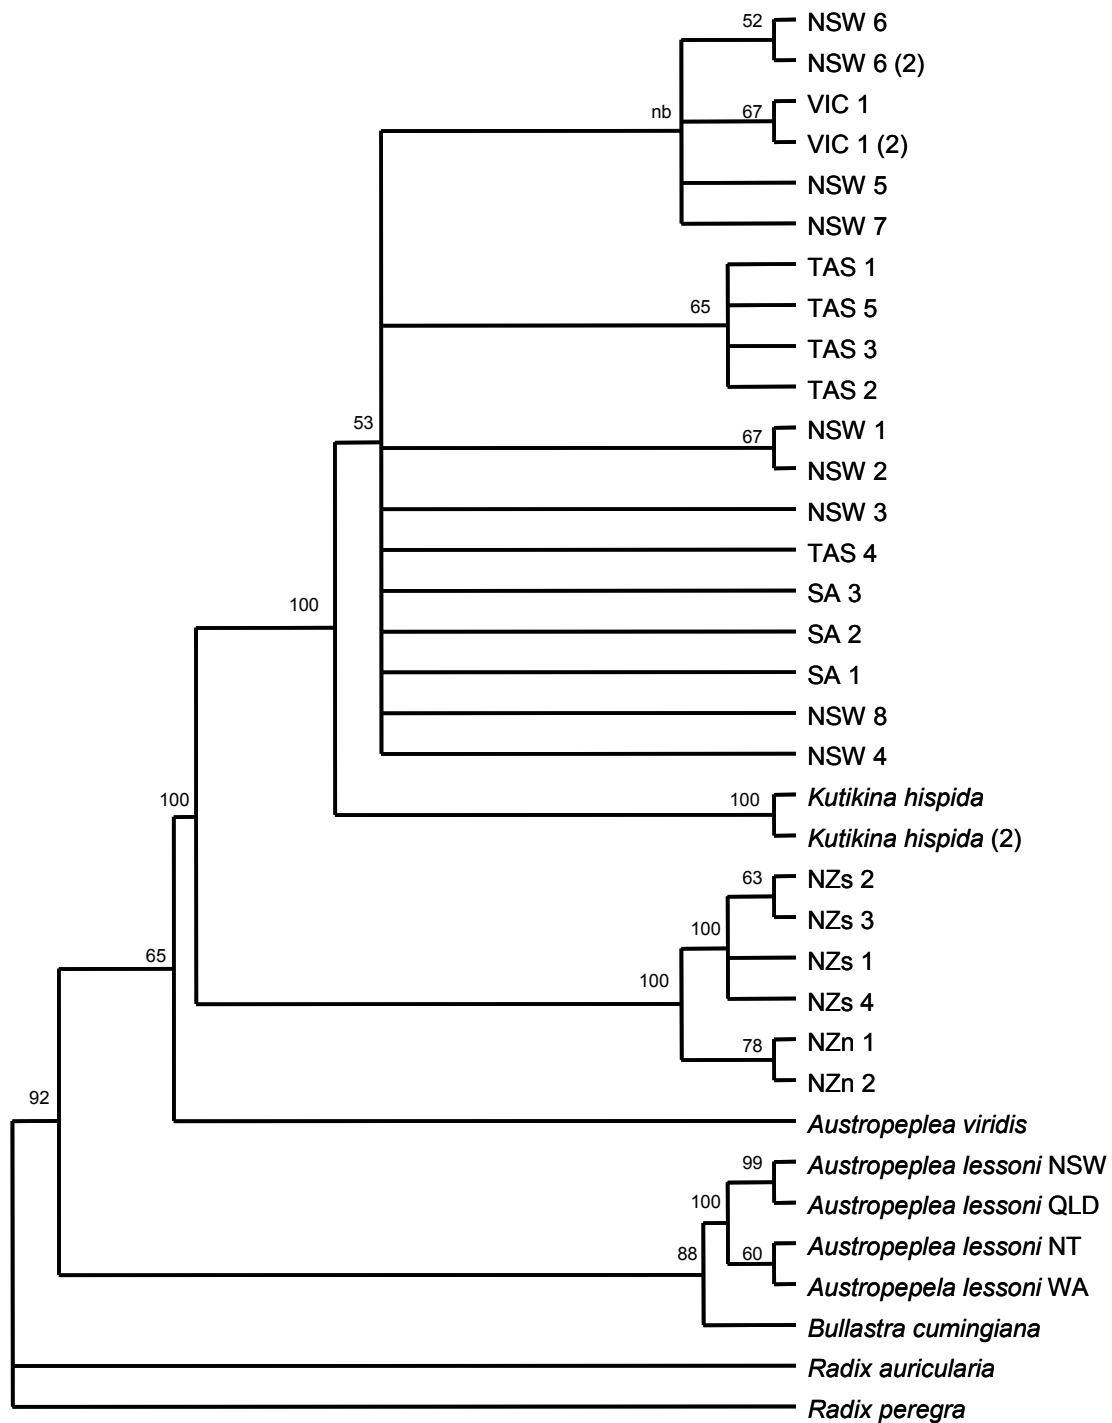 52
NSW 6
NSW 6 (2)
nb
67
VIC 1
VIC 1 (2)
NSW 5
NSW 7
TAS 1
65
TAS 5
TAS 3
TAS 2
53
67
NSW 1
NSW 2
NSW 3
TAS 4
100
SA 3
SA 2
SA 1
NSW 8
NSW 4
100
100
Kutikina hispida
Kutikina hispida (2)
63
NZs 2
NZs 3
100
65
NZs 1
100
NZs 4
78
NZn 1
NZn 2
92
Austropeplea viridis
99
Austropeplea lessoni NSW
100
Austropeplea lessoni QLD
88
60
Austropeplea lessoni NT
Austropepela lessoni WA
Bullastra cumingiana
Radix auricularia
Radix peregra